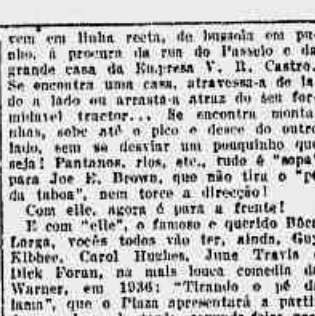 vem em linha recta, de bussola em pu-
nho, á procura da rua do Passeio e da
grande casa da Empresa V. R. Castro.
Se encontra uma casa, atravessa-a de la-
do a lado ou arrasta-a atraz do seu for-
midavel tractor... Se encontra monta-
nhas, sobe até o pico e desce do outro
lado, sem se desviar um pouquinho que
seja! Pantanos, rios, etc., tudo é "sopa"
para Joe E. Brown, que não tira o "pé
da taboa", nem torce a direcção!
Com elle, agora é para a frente!
E com "elle", o famoso e querido Bôca
Larga, vocês todos vão ter, ainda, Guy
Kibbee, Carol Hughes, June Travis e
Dick Foran, na mais louca comedia da
Warner, em 1936: "Tirando o pé da
lama", que o Plaza apresentará a parti